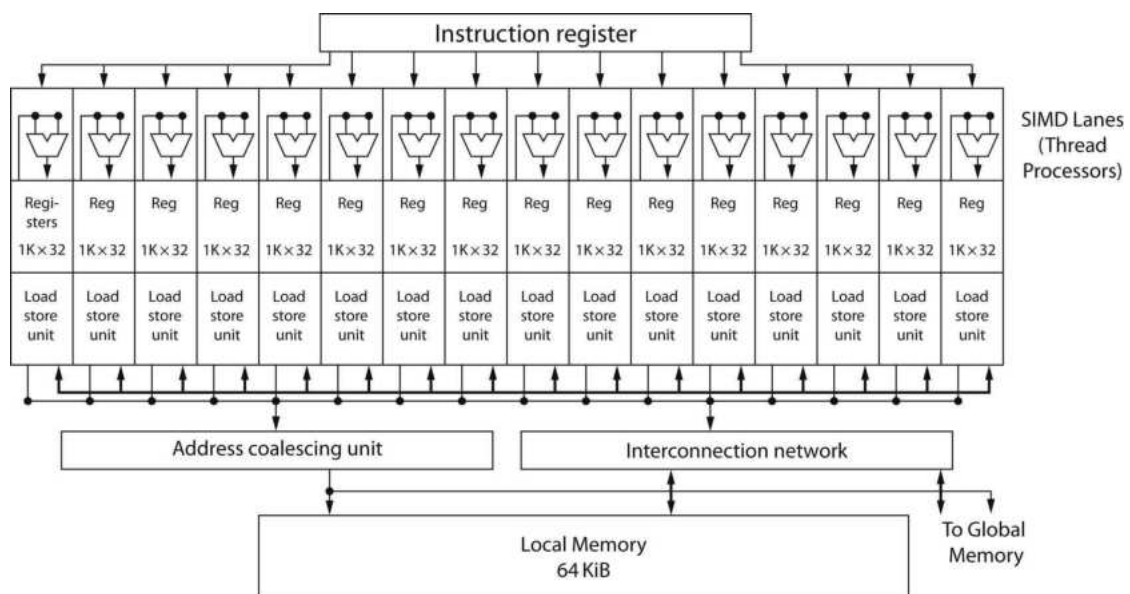 Instruction register
SIMD Lanes
(Thread
Processors)
Regi- Reg Reg Reg Reg Reg Reg Reg Reg Reg Reg Reg Reg Reg Reg Reg
sters
1K×32 1K×32 1K×32 1K×32 1K×32 1K×32 1K×32 1K×32 1K×32 1K×32 1K×32 1K×32 1K×32 1K×32 1K×32 1K×32
Load Load Load Load Load Load Load Load Load Load Load Load Load Load Load Load
store store store store store store store store store store store store store store store store
unit unit unit unit unit unit unit unit unit unit unit unit unit unit unit unit
Address coalescing unit
Interconnection network
Local Memory
64 KiB
To Global
Memory